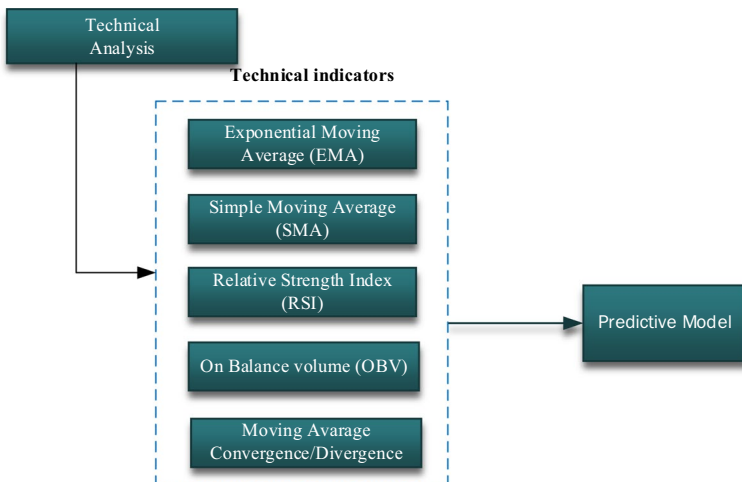 Technical
Analysis
Technical indicators
Exponential Moving
Average (EMA)
Simple Moving Average
(SMA)
Relative Strength Index
(RSI)
On Balance volume (OBV)
Moving Avarage
Convergence/Divergence
Predictive Model